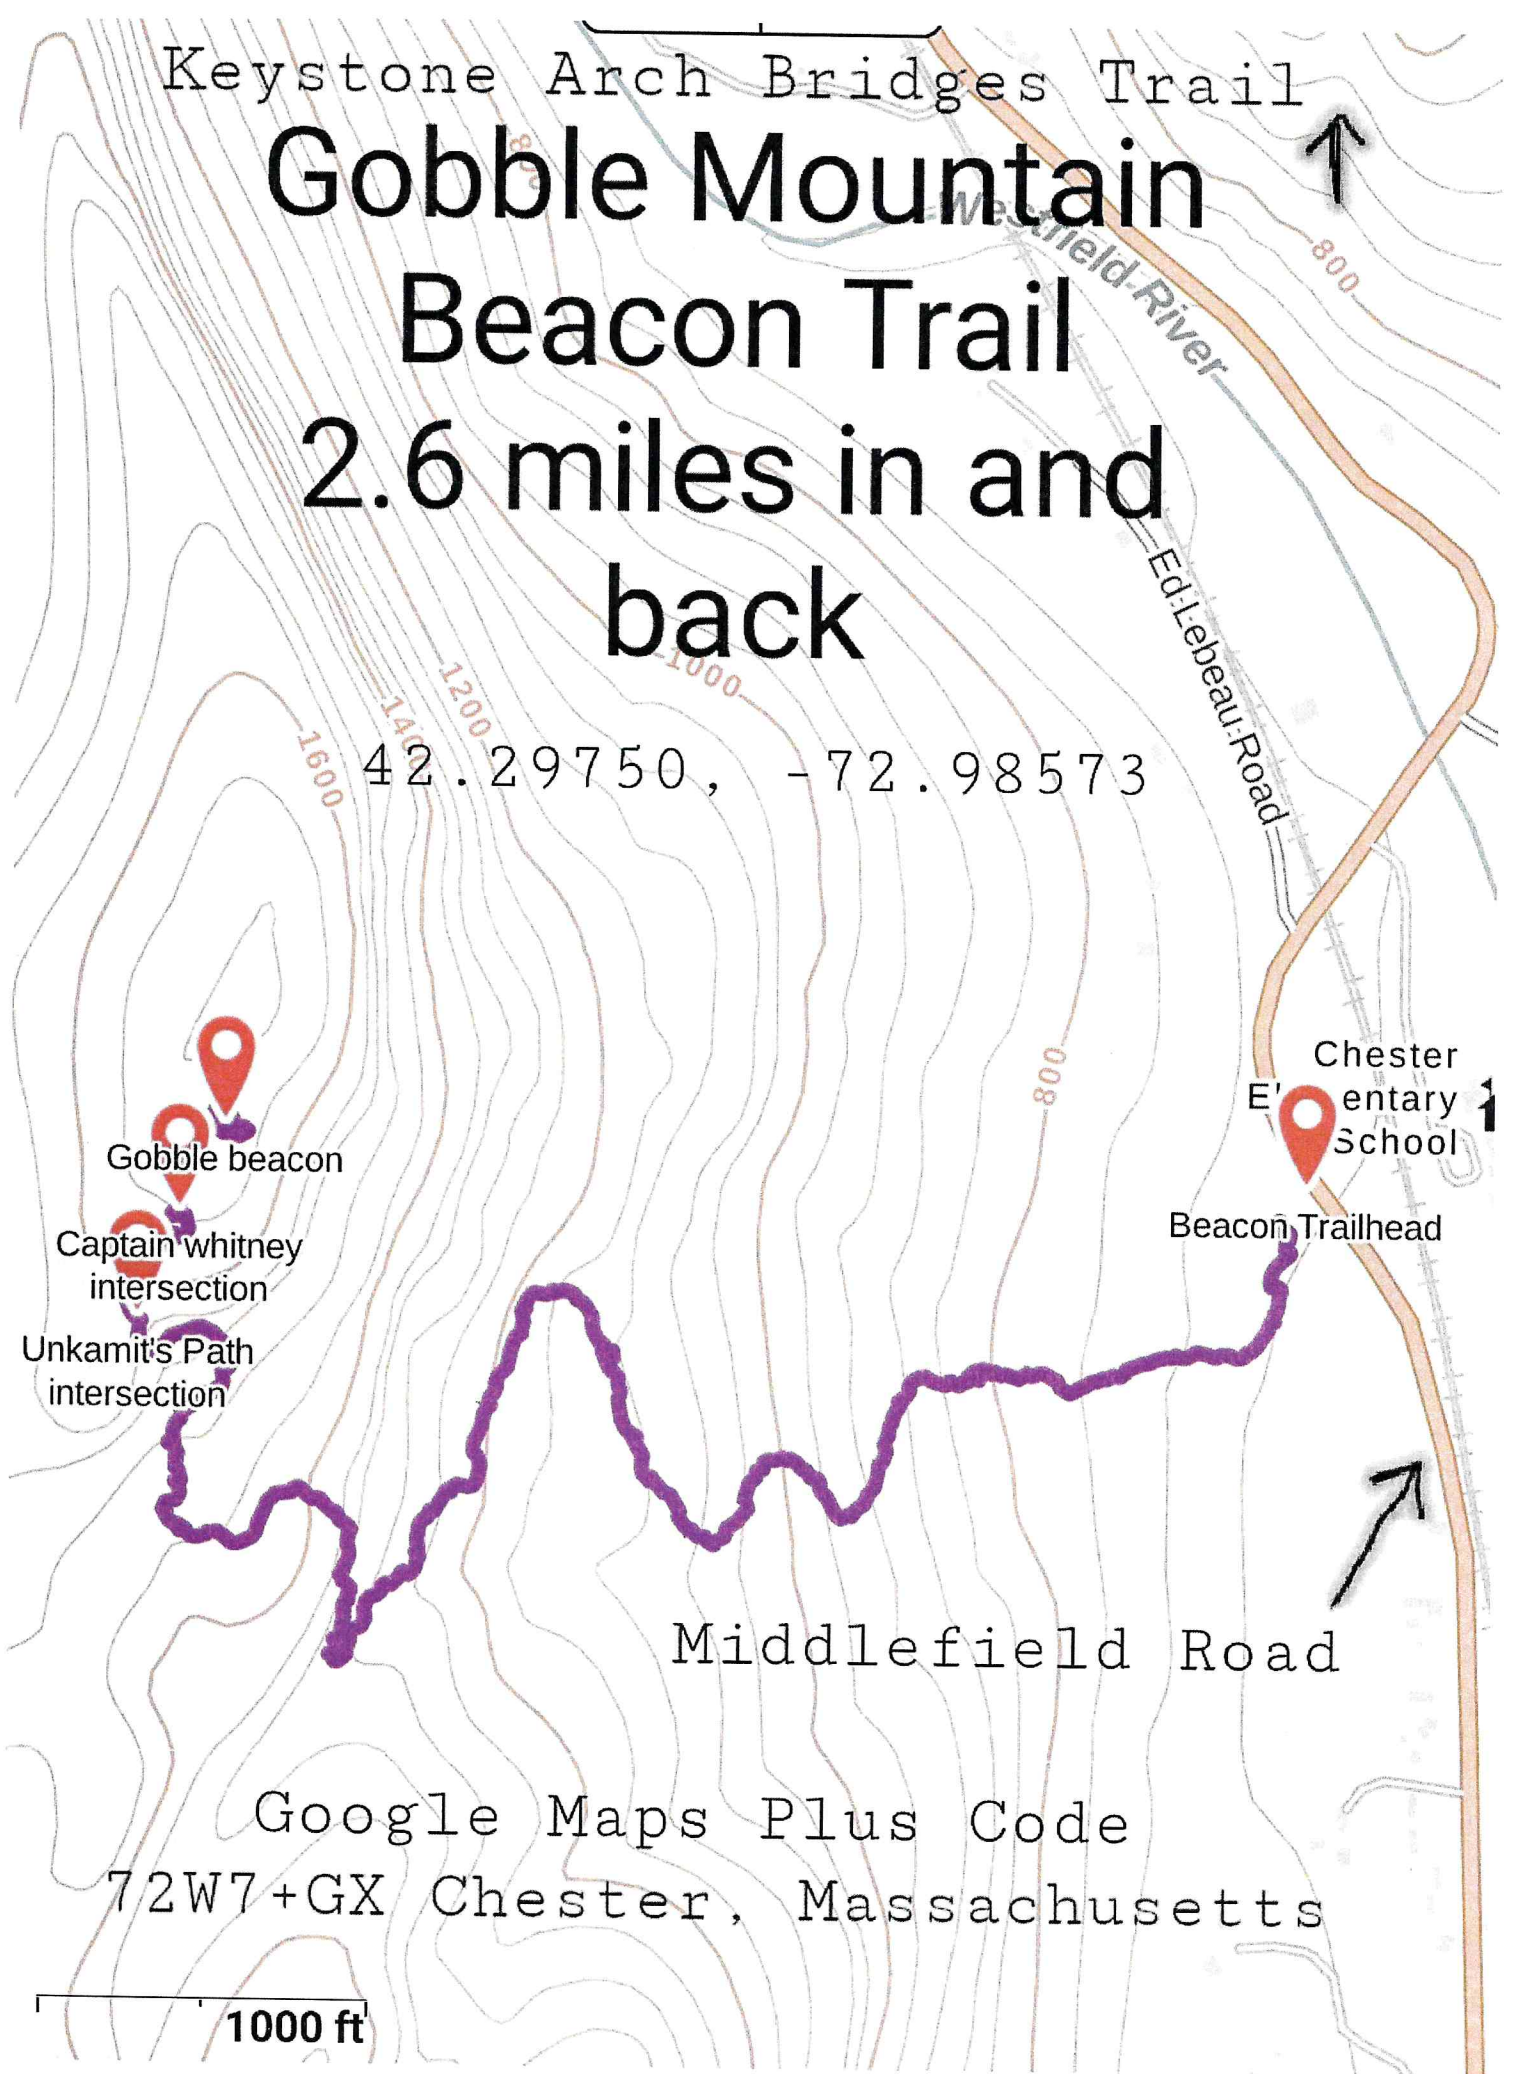 Keystone Arch Bridges Trail
Gobble Mountain
Beacon Trail
2.6 miles in and
back
42.29750, -72.98573
800
Westfield River
800
Ed Lebeau Road
1000
1200
1400
1600
800
Chester
E entary
School
Gobble beacon
Beacon Trailhead
Captain whitney
intersection
Unkamit's Path
intersection
Middlefield Road
Google Maps Plus Code
72W7+GX Chester, Massachusetts
1000 ft